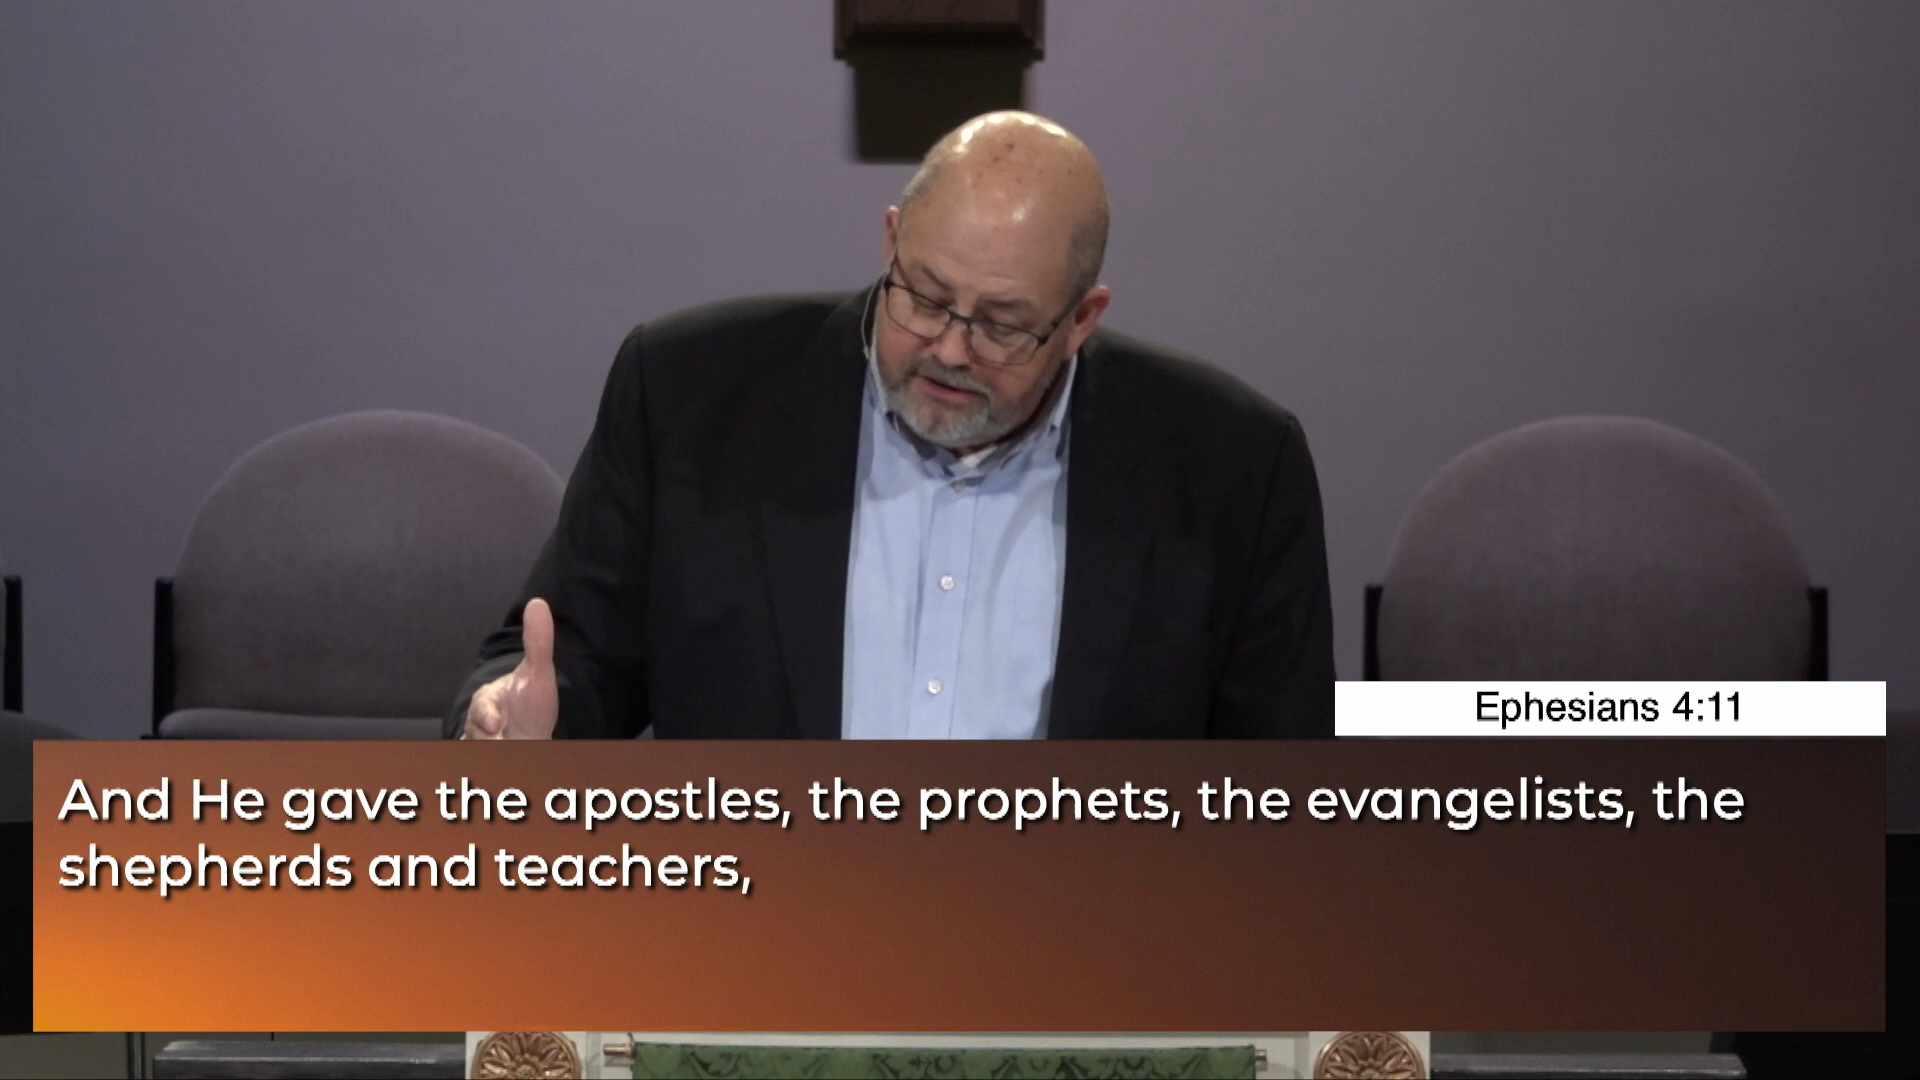 Ephesians 4:11
And He gave the apostles, the prophets, the evangelists, the
shepherds and teachers,